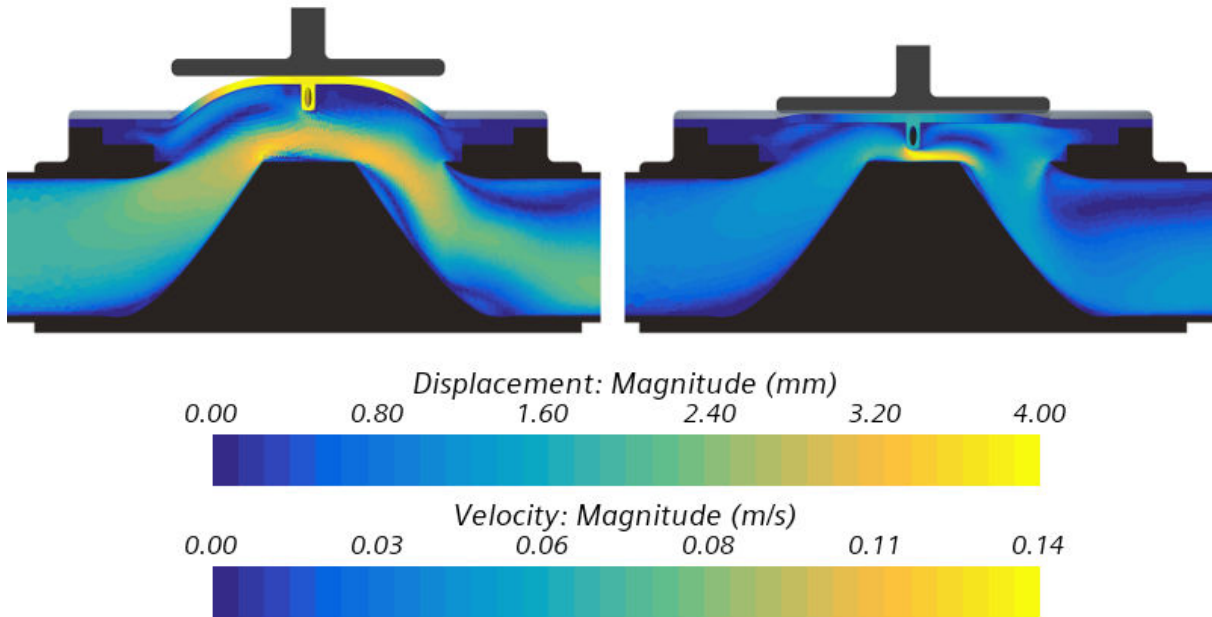 Displacement: Magnitude (mm)
0.00 0.80 1.60 2.40 3.20 4.00
Velocity: Magnitude (m/s)
0.00 0.03 0.06 0.08 0.11 0.14